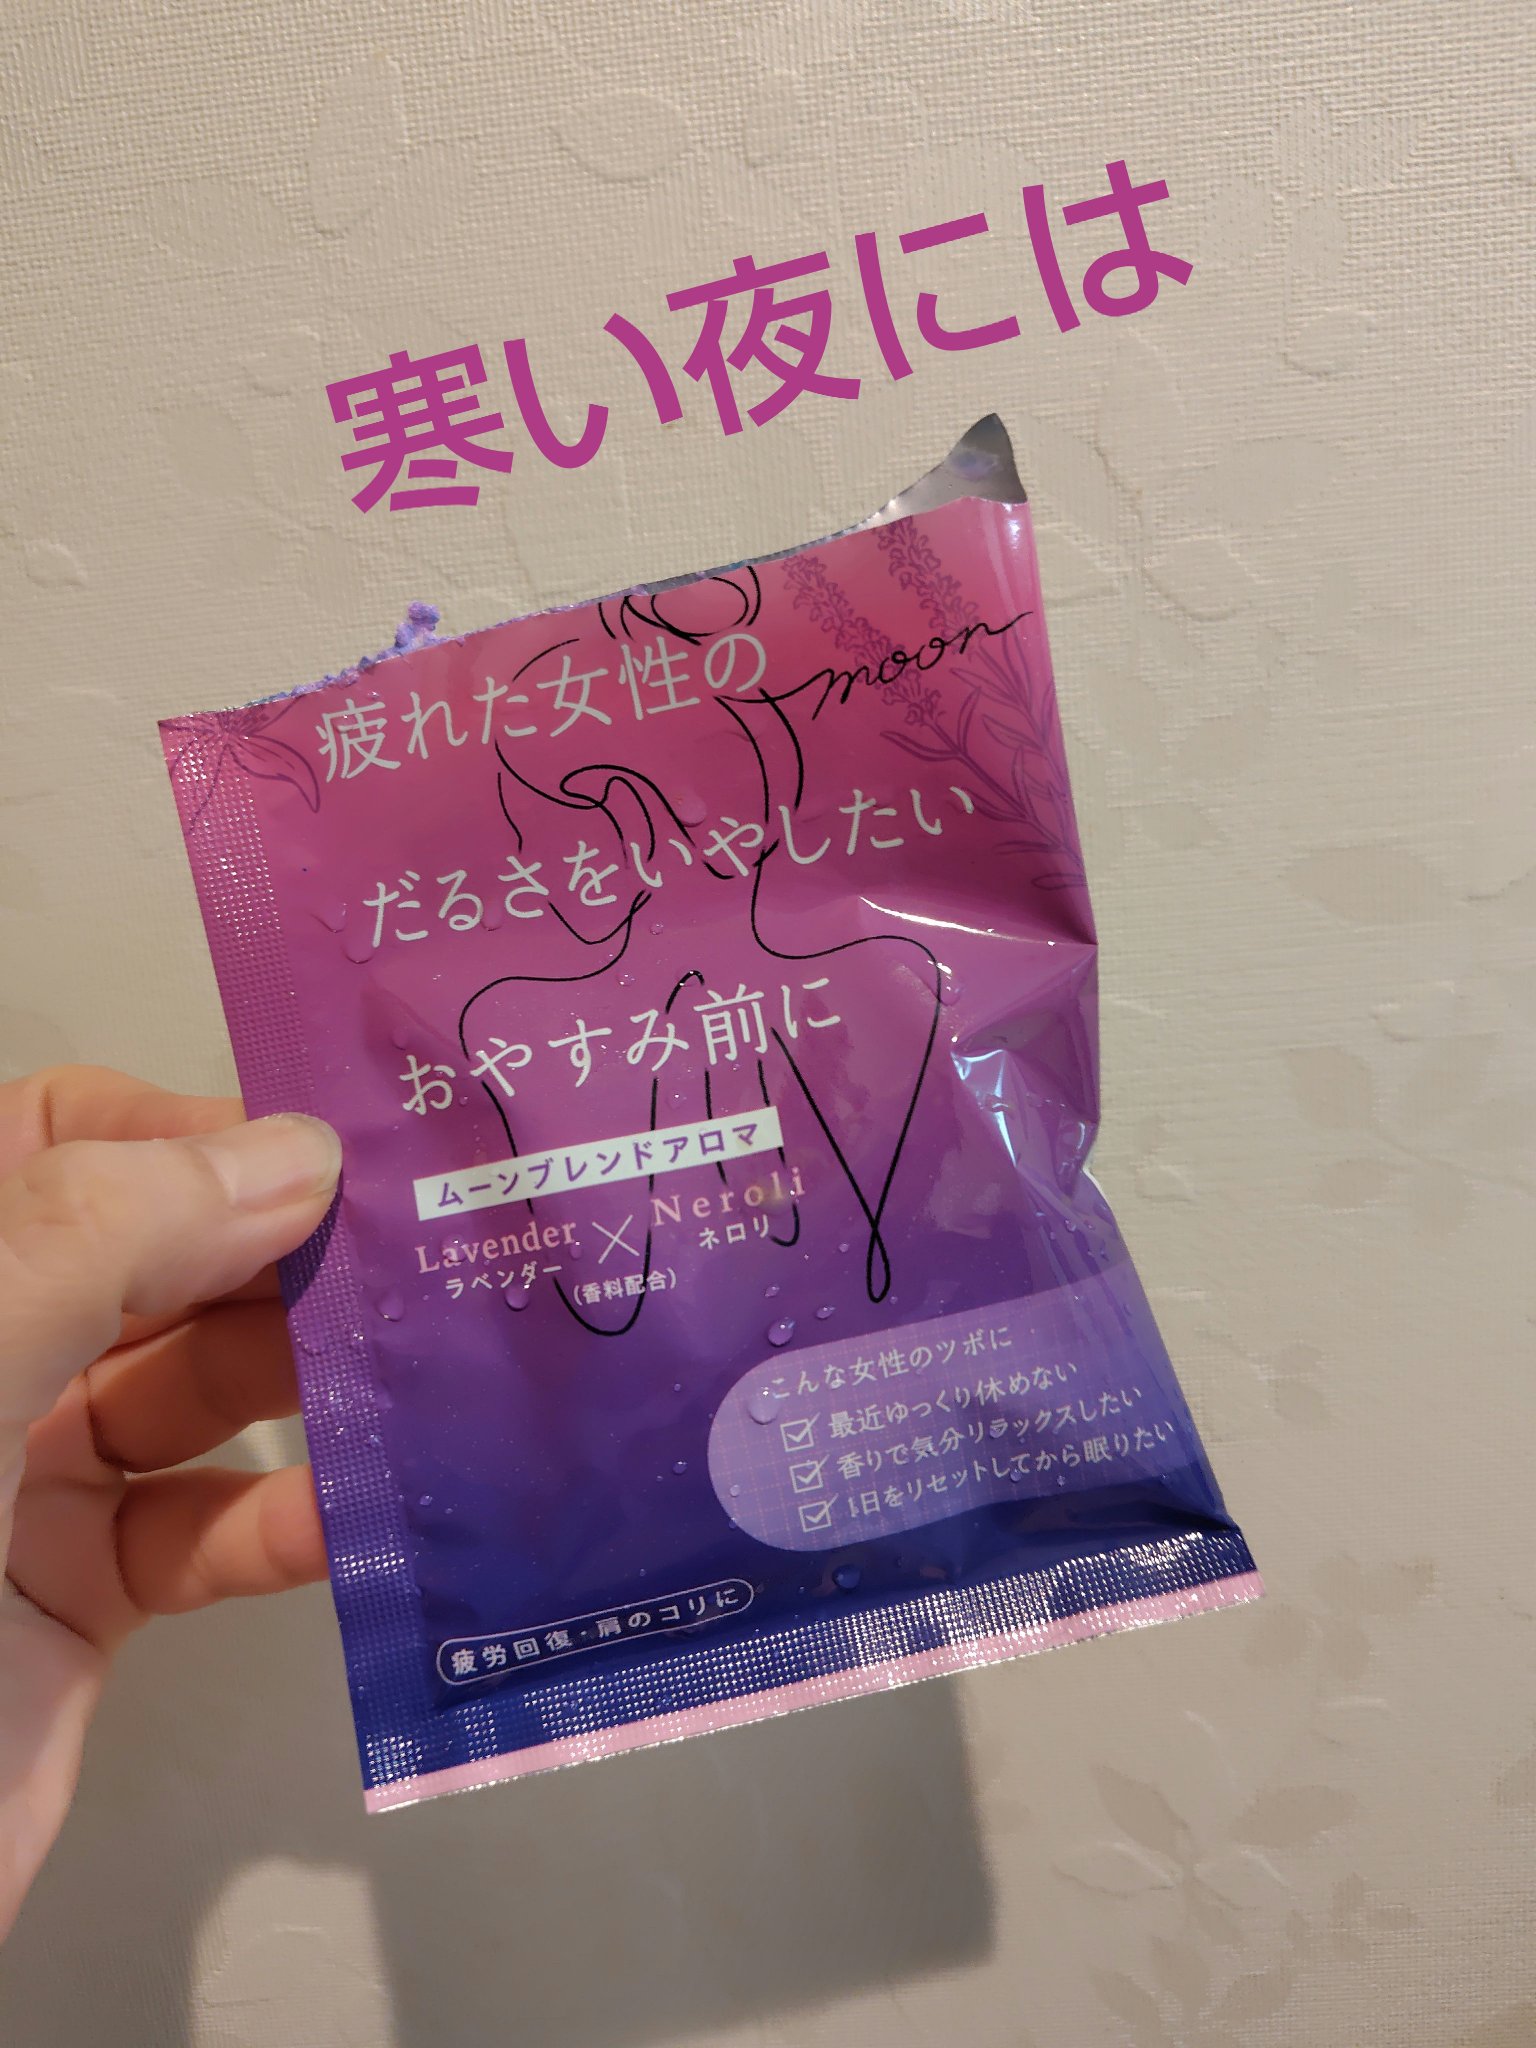 寒い夜には
moon
疲れた女性の
だるさをいやしたい
おやすみ前に
ムーンブレンドアロマ
Lavender × Neroli
ラベンダー ネロリ
(香料配合)
こんな女性のツボに
☑ 最近ゆっくり休めない
☑ 香りで気分リラックスしたい
☑ 1日をリセットしてから眠りたい
疲労回復・肩のコリに